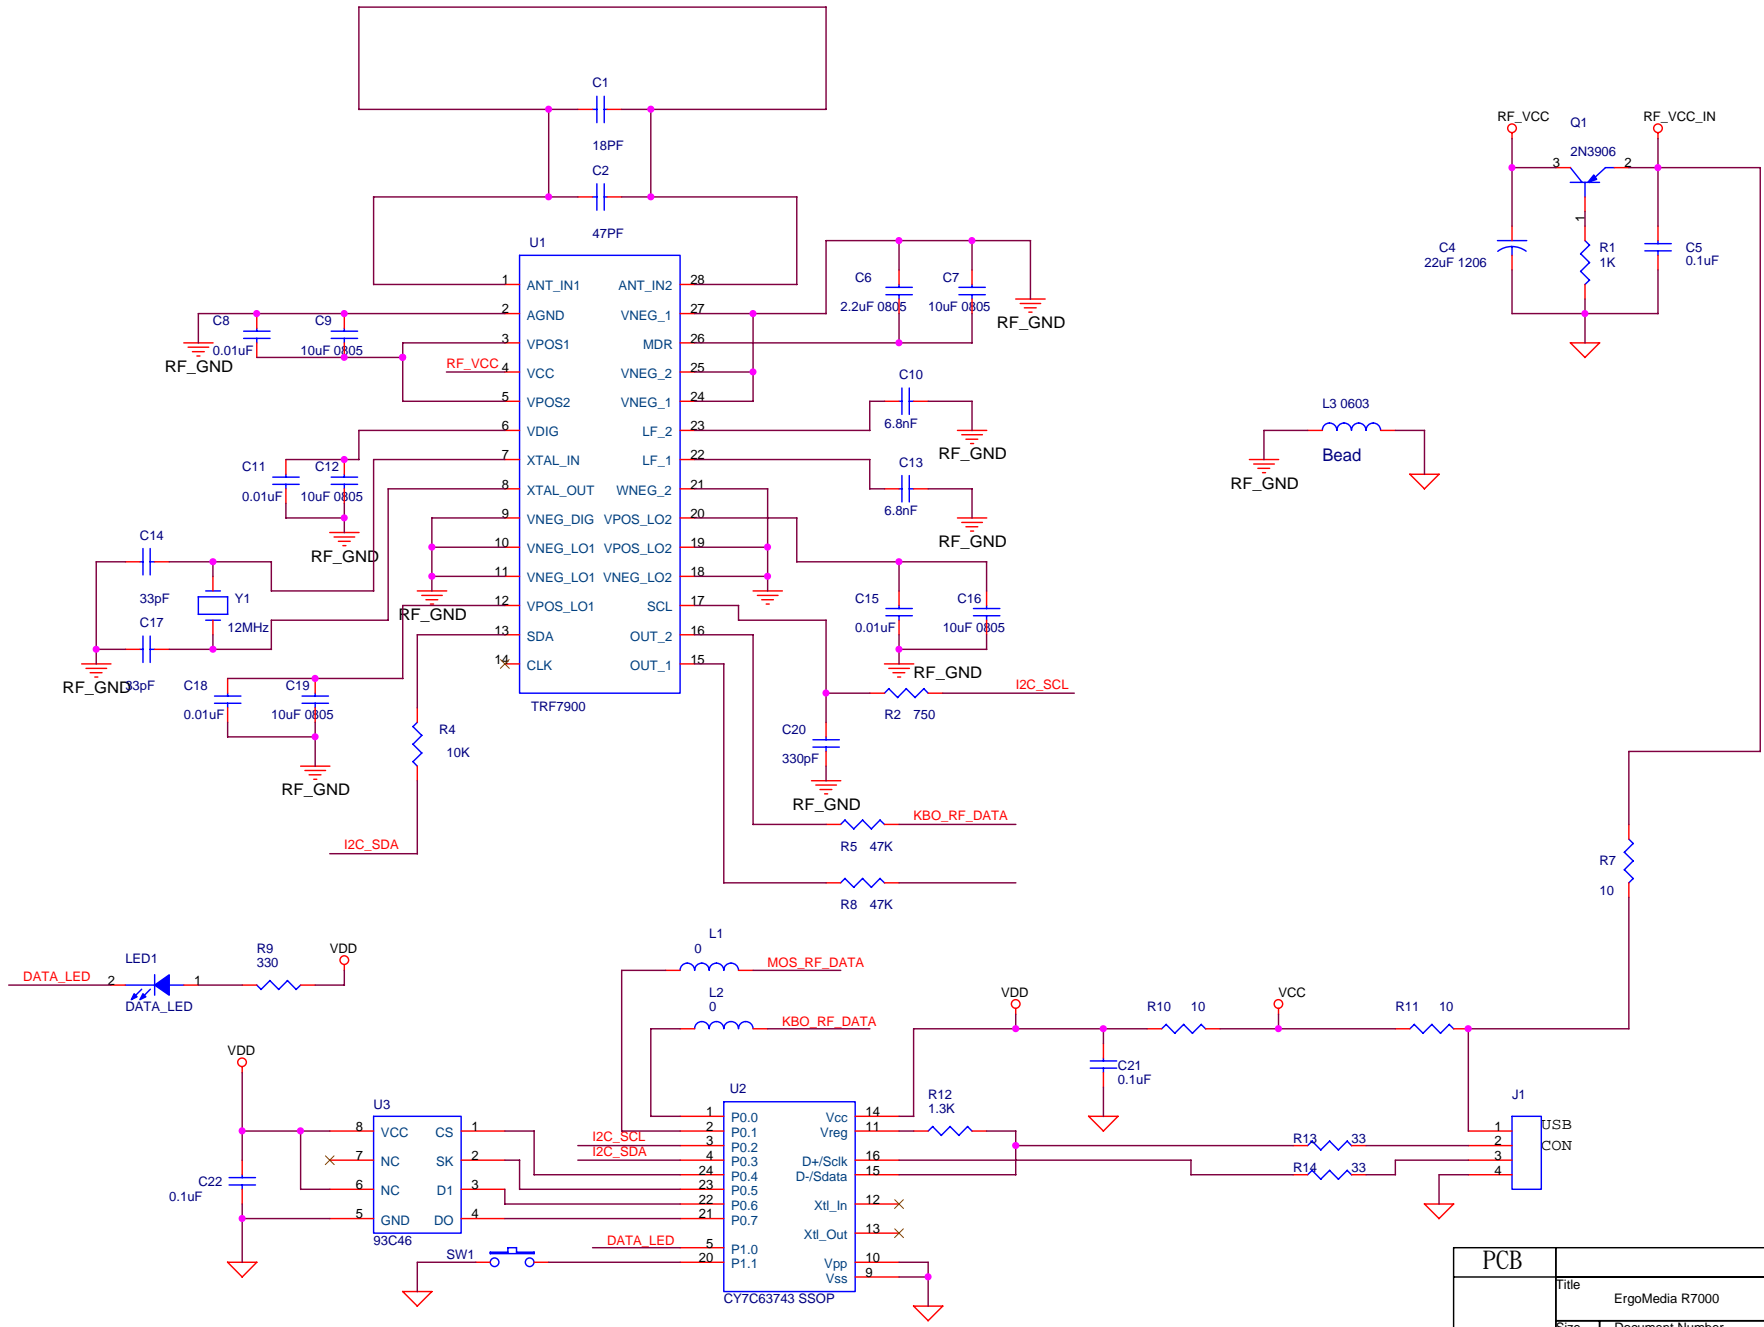 C1
18PF
C2
47PF
RF_VCC
Q1
RF_VCC_IN
2N3906
3
2
1
C4
22uF 1206
R1
1K
C5
0.1uF
U1
1
ANT_IN1
ANT_IN2
28
2
AGND
VNEG_1
27
3
VPOS1
MDR
26
RF_VCC
4
VCC
VNEG_2
25
5
VPOS2
VNEG_1
24
6
VDIG
LF_2
23
7
XTAL_IN
LF_1
22
8
XTAL_OUT
WNEG_2
21
9
VNEG_DIG
VPOS_LO2
20
10
VNEG_LO1
VPOS_LO2
19
11
VNEG_LO1
VNEG_LO2
18
12
VPOS_LO1
SCL
17
13
SDA
OUT_2
16
14
CLK
OUT_1
15
TRF7900
C8
0.01uF
C9
10uF 0805
RF_GND
C6
2.2uF 0805
C7
10uF 0805
RF_GND
C10
6.8nF
RF_GND
C13
6.8nF
RF_GND
L3 0603
Bead
RF_GND
C11
0.01uF
C12
10uF 0805
RF_GND
C14
33pF
Y1
12MHz
C17
33pF
RF_GND
RF_GND
C15
0.01uF
C16
10uF 0805
RF_GND
C18
0.01uF
C19
10uF 0805
RF_GND
R4
10K
I2C_SDA
I2C_SCL
R2 750
C20
330pF
RF_GND
KBO_RF_DATA
R5 47K
R8 47K
R7
10
DATA_LED
2
LED1
1
DATA_LED
R9
330
VDD
L1
0
MOS_RF_DATA
L2
0
KBO_RF_DATA
VDD
R10 10
VCC
R11 10
C21
0.1uF
VDD
U3
8
VCC
CS
1
7
NC
SK
2
6
NC
D1
3
5
GND
DO
4
93C46
C22
0.1uF
I2C_SCL
I2C_SDA
DATA_LED
SW1
U2
1
P0.0
Vcc
14
2
P0.1
Vreg
11
3
P0.2
4
P0.3
D+/Sclk
16
24
P0.4
D-/Sdata
15
23
P0.5
22
P0.6
Xtl_In
12
21
P0.7
Xtl_Out
13
5
P1.0
Vpp
10
20
P1.1
Vss
9
CY7C63743 SSOP
R12
1.3K
R13 33
R14 33
J1
1
2
3
4
USB
CON
PCB
Title
ErgoMedia R7000
Size
Document Number